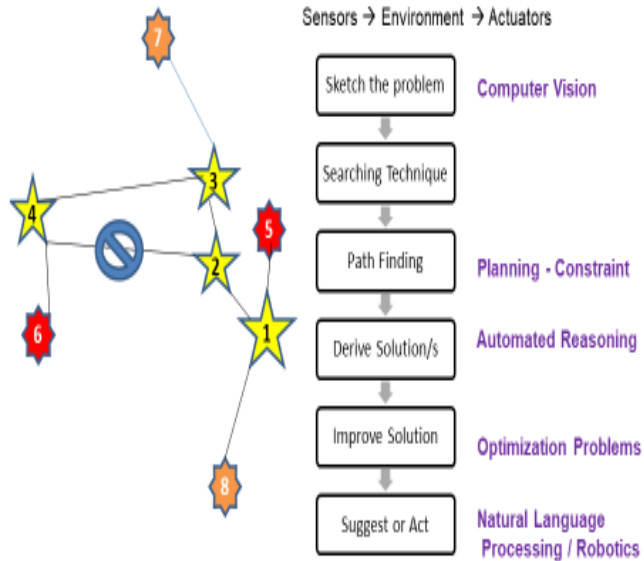 Sensors → Environment → Actuators
7
Sketch the problem
Computer Vision
3
Searching Technique
4
5
2
Path Finding
Planning - Constraint
6
1
Derive Solution/s
Automated Reasoning
Improve Solution
Optimization Problems
8
Suggest or Act
Natural Language
Processing / Robotics